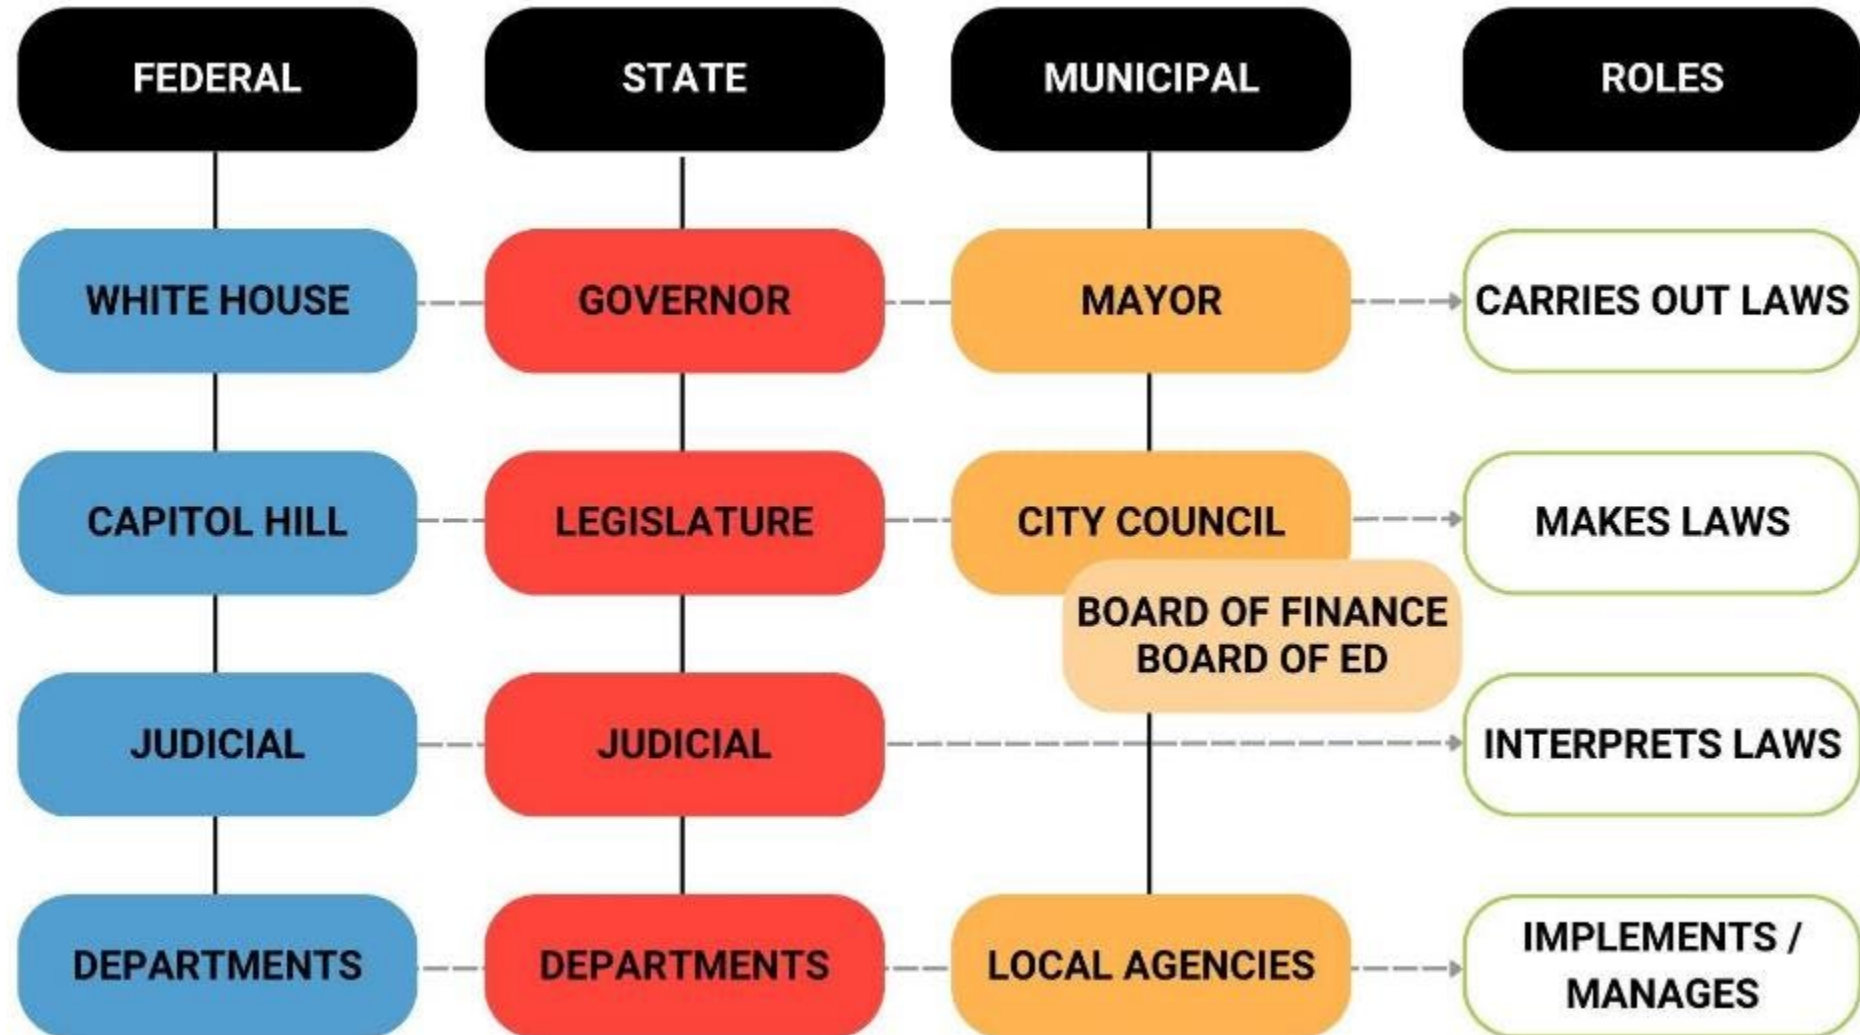 FEDERAL
STATE
MUNICIPAL
ROLES
WHITE HOUSE
GOVERNOR
MAYOR
CARRIES OUT LAWS
CAPITOL HILL
LEGISLATURE
CITY COUNCIL
MAKES LAWS
BOARD OF FINANCE
BOARD OF ED
JUDICIAL
JUDICIAL
INTERPRETS LAWS
DEPARTMENTS
DEPARTMENTS
LOCAL AGENCIES
IMPLEMENTS /
MANAGES